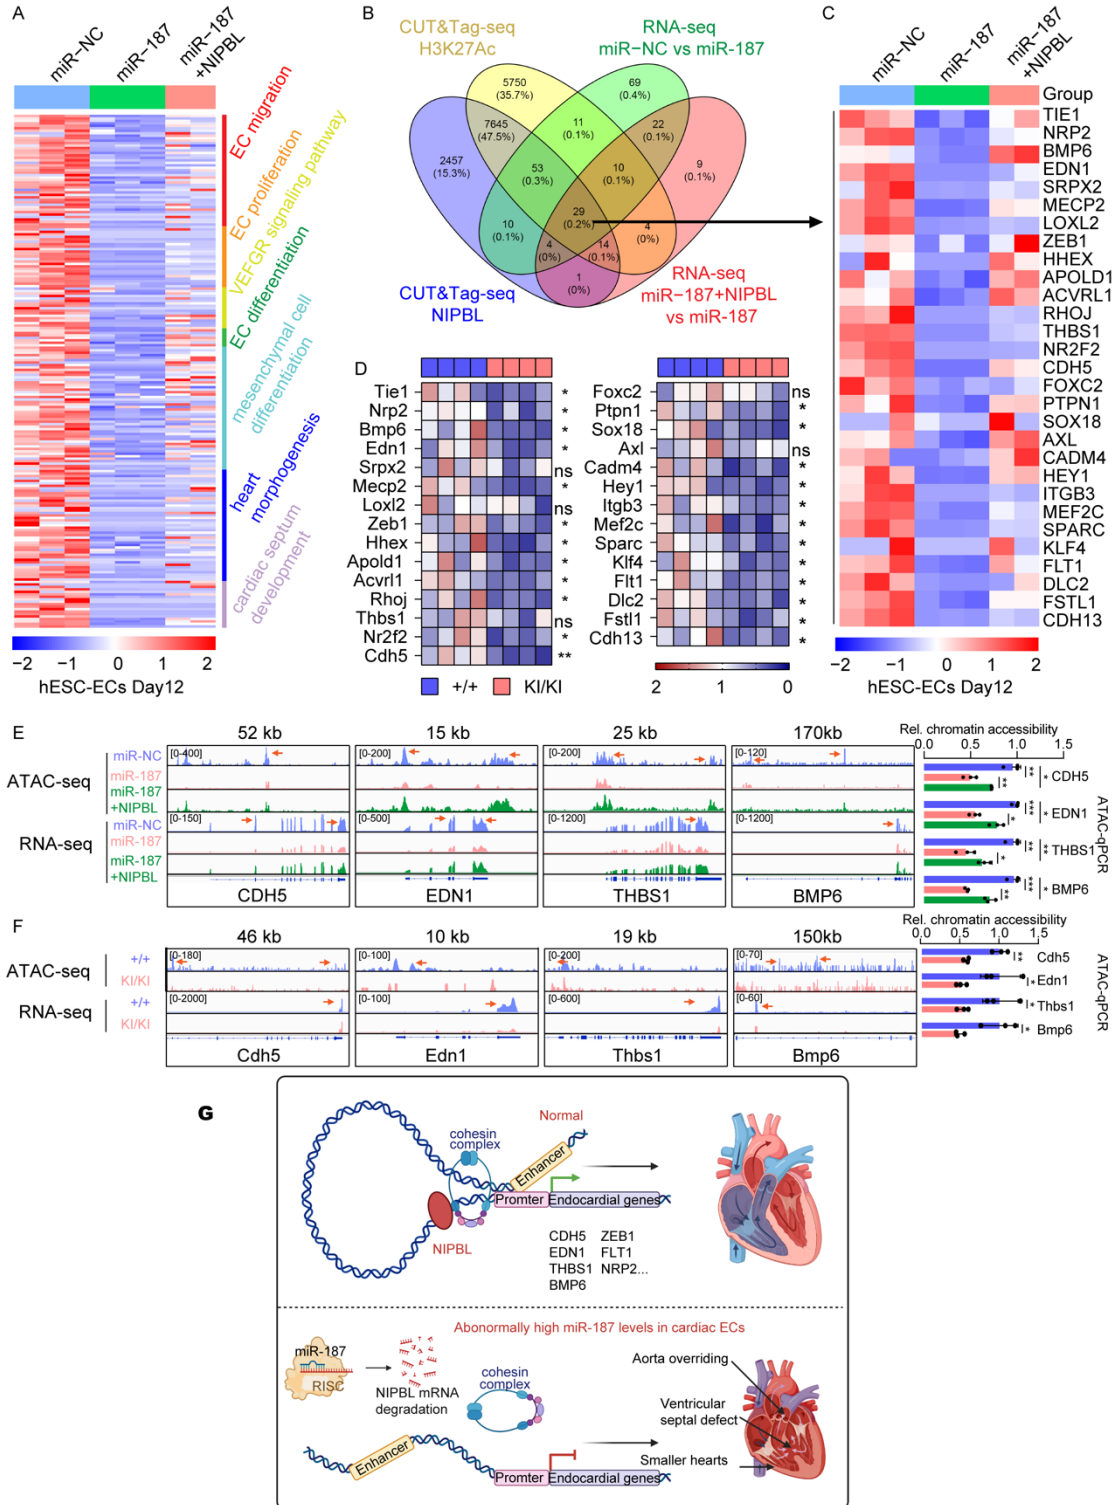 A
miR−NC
miR−187
miR−187
+NIPBL
EC migration
EC proliferation
VEFGR signaling pathway
EC differentiation
mesenchymal cell
differentiation
heart
morphogenesis
cardiac septum
development
−2 −1 0 1 2
hESC-ECs Day12
B
CUT&Tag-seq
H3K27Ac
RNA-seq
miR−NC vs miR-187
5750
(35.7%)
69
(0.4%)
7645
(47.5%)
11
(0.1%)
22
(0.1%)
2457
(15.3%)
53
(0.3%)
10
(0.1%)
9
(0.1%)
29
(0.2%)
10
(0.1%)
4
(0%)
4
(0%)
14
(0.1%)
1
(0%)
CUT&Tag-seq
NIPBL
RNA-seq
miR−187+NIPBL
vs miR-187
C
miR−NC
miR−187
miR−187
+NIPBL
Group
TIE1
NRP2
BMP6
EDN1
SRPX2
MECP2
LOXL2
ZEB1
HHEX
APOLD1
ACVRL1
RHOJ
THBS1
NR2F2
CDH5
FOXC2
PTPN1
SOX18
AXL
CADM4
HEY1
ITGB3
MEF2C
SPARC
KLF4
FLT1
DLC2
FSTL1
CDH13
−2 −1 0 1 2
hESC-ECs Day12
D
Tie1 *
Nrp2 *
Bmp6 *
Edn1 *
Srpx2 ns
Mecp2 *
Loxl2 ns
Zeb1 *
Hhex *
Apold1 *
Acvrl1 *
Rhoj *
Thbs1 ns
Nr2f2 *
Cdh5 **
Foxc2 ns
Ptpn1 *
Sox18 *
Axl ns
Cadm4 *
Hey1 *
Itgb3 *
Mef2c *
Sparc *
Klf4 *
Flt1 *
Dlc2 *
Fstl1 *
Cdh13 *
2 1 0
+/+ KI/KI
E
52 kb 15 kb 25 kb 170kb
ATAC-seq
miR-NC
miR-187
miR-187
+NIPBL
[0-400] [0-200] [0-200] [0-120]
RNA-seq
miR-NC
miR-187
miR-187
+NIPBL
[0-150] [0-500] [0-1200] [0-1200]
CDH5 EDN1 THBS1 BMP6
Rel. chromatin accessibility
0.0 0.5 1.0 1.5
** ** * CDH5
*** * * EDN1
** * ** THBS1
*** ** * BMP6
ATAC-qPCR
F
46 kb 10 kb 19 kb 150kb
ATAC-seq
+/+
KI/KI
[0-180] [0-100] [0-200] [0-70]
RNA-seq
+/+
KI/KI
[0-2000] [0-100] [0-600] [0-60]
Cdh5 Edn1 Thbs1 Bmp6
Rel. chromatin accessibility
0.0 0.5 1.0 1.5
** Cdh5
* Edn1
* Thbs1
* Bmp6
ATAC-qPCR
G
Normal
cohesin
complex
Enhancer
Promter Endocardial genes
NIPBL
CDH5 ZEB1
EDN1 FLT1
THBS1 NRP2...
BMP6
Abonormally high miR-187 levels in cardiac ECs
miR-187
RISC
NIPBL mRNA
degradation
cohesin
complex
Enhancer
Promter Endocardial genes
Aorta overriding
Ventricular
septal defect
Smaller hearts